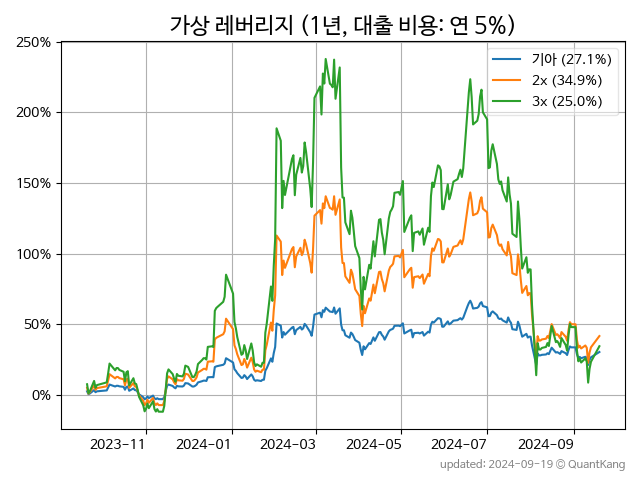 가상 레버리지 (1년, 대출 비용: 연 5%)
250%
200%
150%
100%
50%
0%
기아 (27.1%)
2x (34.9%)
3x (25.0%)
2023-11
2024-01
2024-03
2024-05
2024-07
2024-09
updated: 2024-09-19 © QuantKang